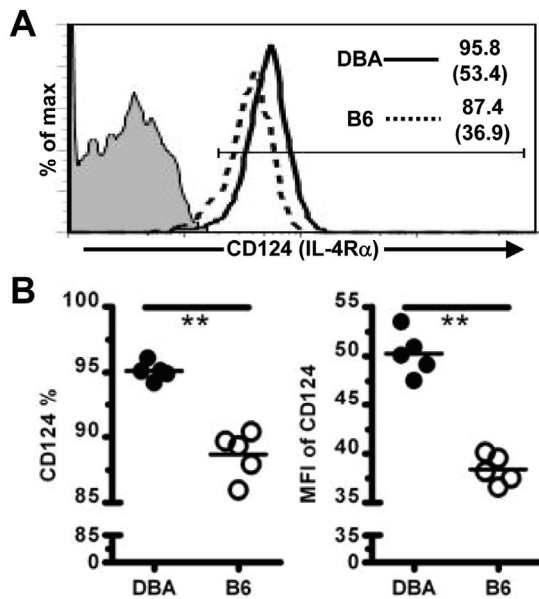 A
% of max
DBA 95.8
(53.4)
B6 87.4
(36.9)
CD124 (IL-4Rα)
B
CD124 %
100
95
90
85
85
0
**
DBA B6
MFI of CD124
55
50
45
40
35
35
0
**
DBA B6